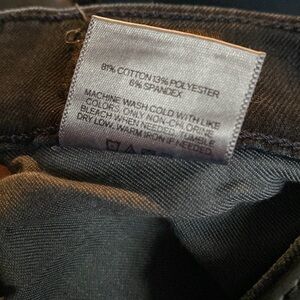 81% COTTON 13% POLYESTER
6% SPANDEX
MACHINE WASH COLD WITH LIKE
COLORS. ONLY NON-CHLORINE
BLEACH WHEN NEEDED. TUMBLE
DRY LOW. WARM IRON IF NEEDED.